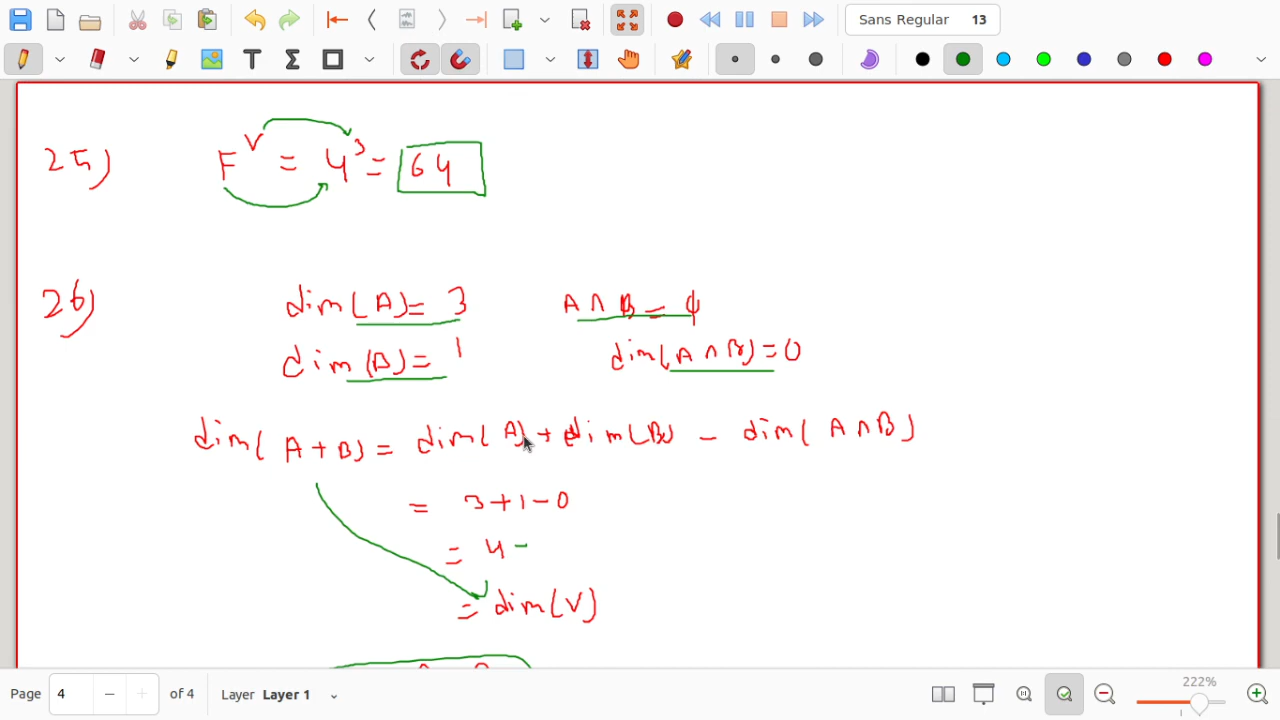 Sans Regular 13
25) F^V = 4^3 = 64
26) dim(A) = 3 A ∩ B = ϕ
dim(B) = 1 dim(A ∩ B) = 0
dim(A + B) = dim(A) + dim(B) - dim(A ∩ B)
= 3 + 1 - 0
= 4 -
= dim(V)
Page 4 of 4 Layer Layer 1 222%